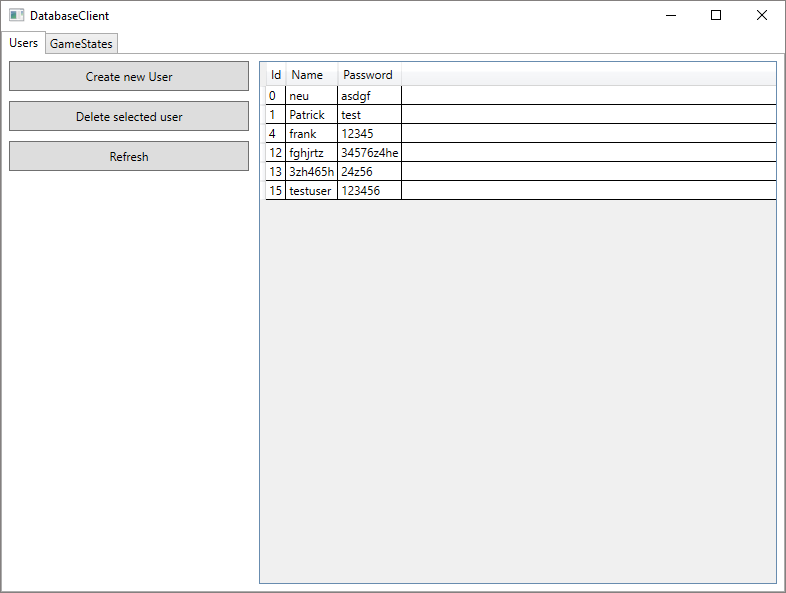 DatabaseClient
Users GameStates
Create new User
Delete selected user
Refresh
Id Name Password
0 neu asdgf
1 Patrick test
4 frank 12345
12 fghjrtz 34576z4he
13 3zh465h 24z56
15 testuser 123456